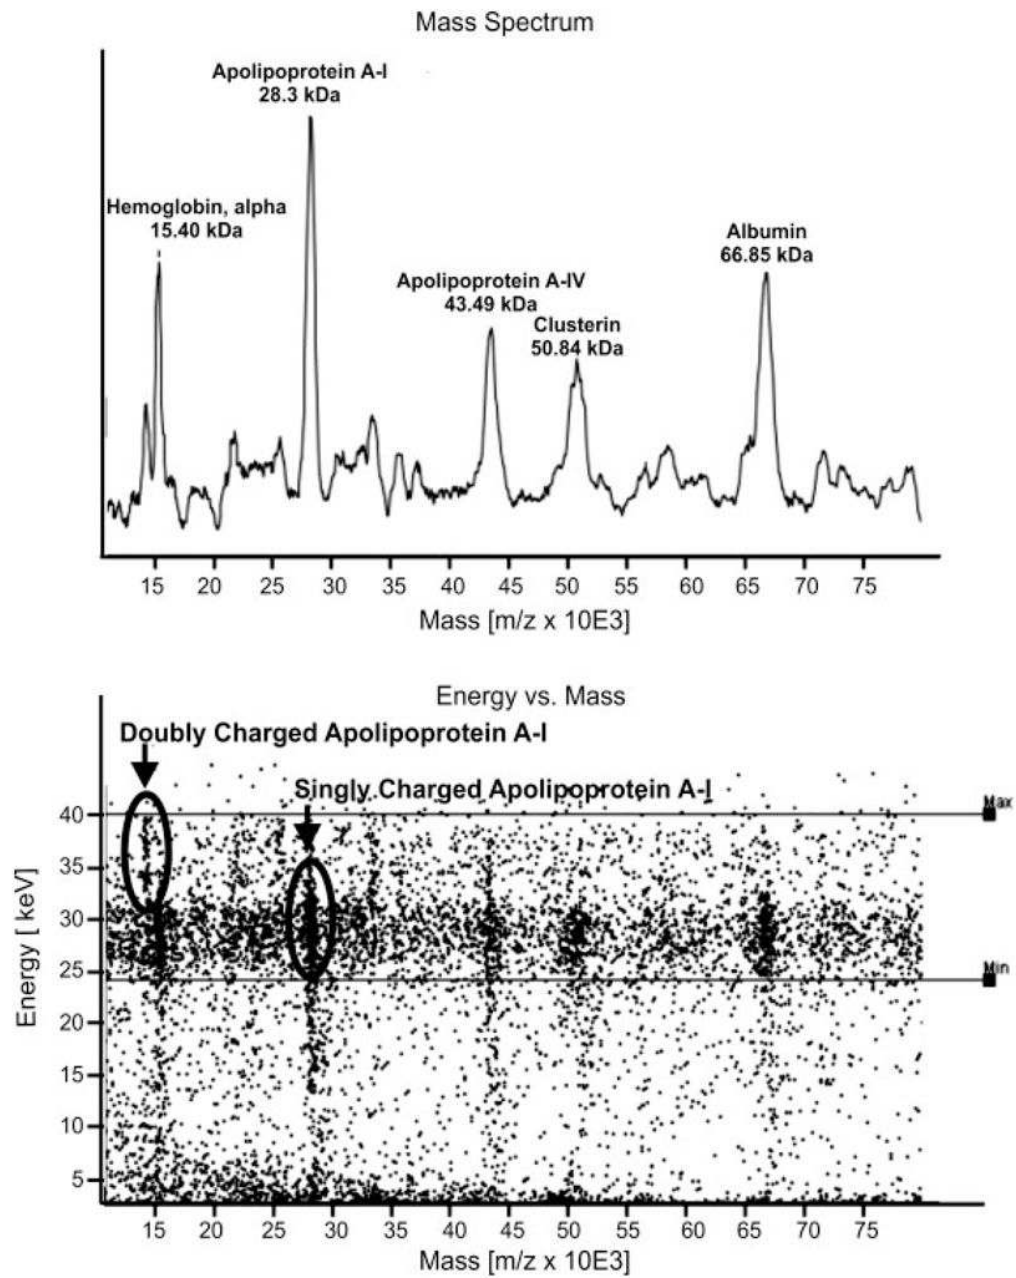 Mass Spectrum
Apolipoprotein A-I
28.3 kDa
Hemoglobin, alpha
15.40 kDa
Albumin
66.85 kDa
Apolipoprotein A-IV
43.49 kDa
Clusterin
50.84 kDa
15 20 25 30 35 40 45 50 55 60 65 70 75
Mass [m/z x 10E3]
Energy vs. Mass
Doubly Charged Apolipoprotein A-I
Singly Charged Apolipoprotein A-I
Max
40
35
30
25
Min
20
15
10
5
Energy [ keV]
15 20 25 30 35 40 45 50 55 60 65 70 75
Mass [m/z x 10E3]